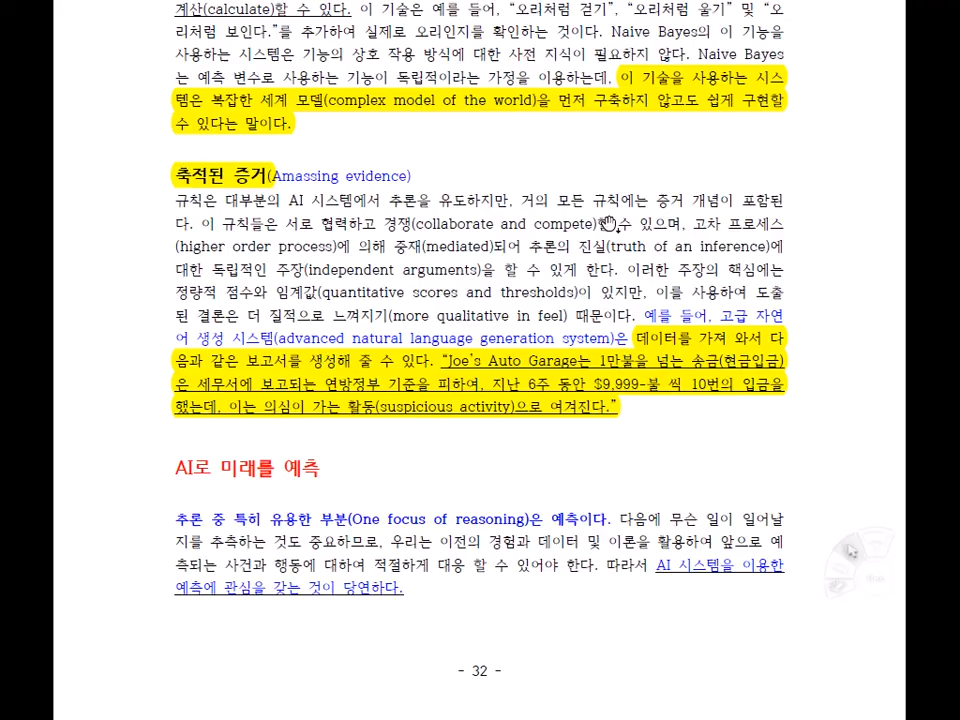 계산(calculate)할 수 있다. 이 기술은 예를 들어, “오리처럼 걷기”, “오리처럼 울기” 및 “오
리처럼 보인다.”를 추가하여 실제로 오리인지를 확인하는 것이다. Naive Bayes의 이 기능을
사용하는 시스템은 기능의 상호 작용 방식에 대한 사전 지식이 필요하지 않다. Naive Bayes
는 예측 변수로 사용하는 기능이 독립적이라는 가정을 이용하는데, 이 기술을 사용하는 시스
템은 복잡한 세계 모델(complex model of the world)을 먼저 구축하지 않고도 쉽게 구현할
수 있다는 말이다.
축적된 증거(Amassing evidence)
규칙은 대부분의 AI 시스템에서 추론을 유도하지만, 거의 모든 규칙에는 증거 개념이 포함된
다. 이 규칙들은 서로 협력하고 경쟁(collaborate and compete)할 수 있으며, 고차 프로세스
(higher order process)에 의해 중재(mediated)되어 추론의 진실(truth of an inference)에
대한 독립적인 주장(independent arguments)을 할 수 있게 한다. 이러한 주장의 핵심에는
정량적 점수와 임계값(quantitative scores and thresholds)이 있지만, 이를 사용하여 도출
된 결론은 더 질적으로 느껴지기(more qualitative in feel) 때문이다. 예를 들어, 고급 자연
어 생성 시스템(advanced natural language generation system)은 데이터를 가져 와서 다
음과 같은 보고서를 생성해 줄 수 있다. “Joe’s Auto Garage는 1만불을 넘는 송금(현금입금)
은 세무서에 보고되는 연방정부 기준을 피하여, 지난 6주 동안 $9,999-불 씩 10번의 입금을
했는데, 이는 의심이 가는 활동(suspicious activity)으로 여겨진다.”
AI로 미래를 예측
추론 중 특히 유용한 부분(One focus of reasoning)은 예측이다. 다음에 무슨 일이 일어날
지를 추측하는 것도 중요하므로, 우리는 이전의 경험과 데이터 및 이론을 활용하여 앞으로 예
측되는 사건과 행동에 대하여 적절하게 대응 할 수 있어야 한다. 따라서 AI 시스템을 이용한
예측에 관심을 갖는 것이 당연하다.
- 32 -